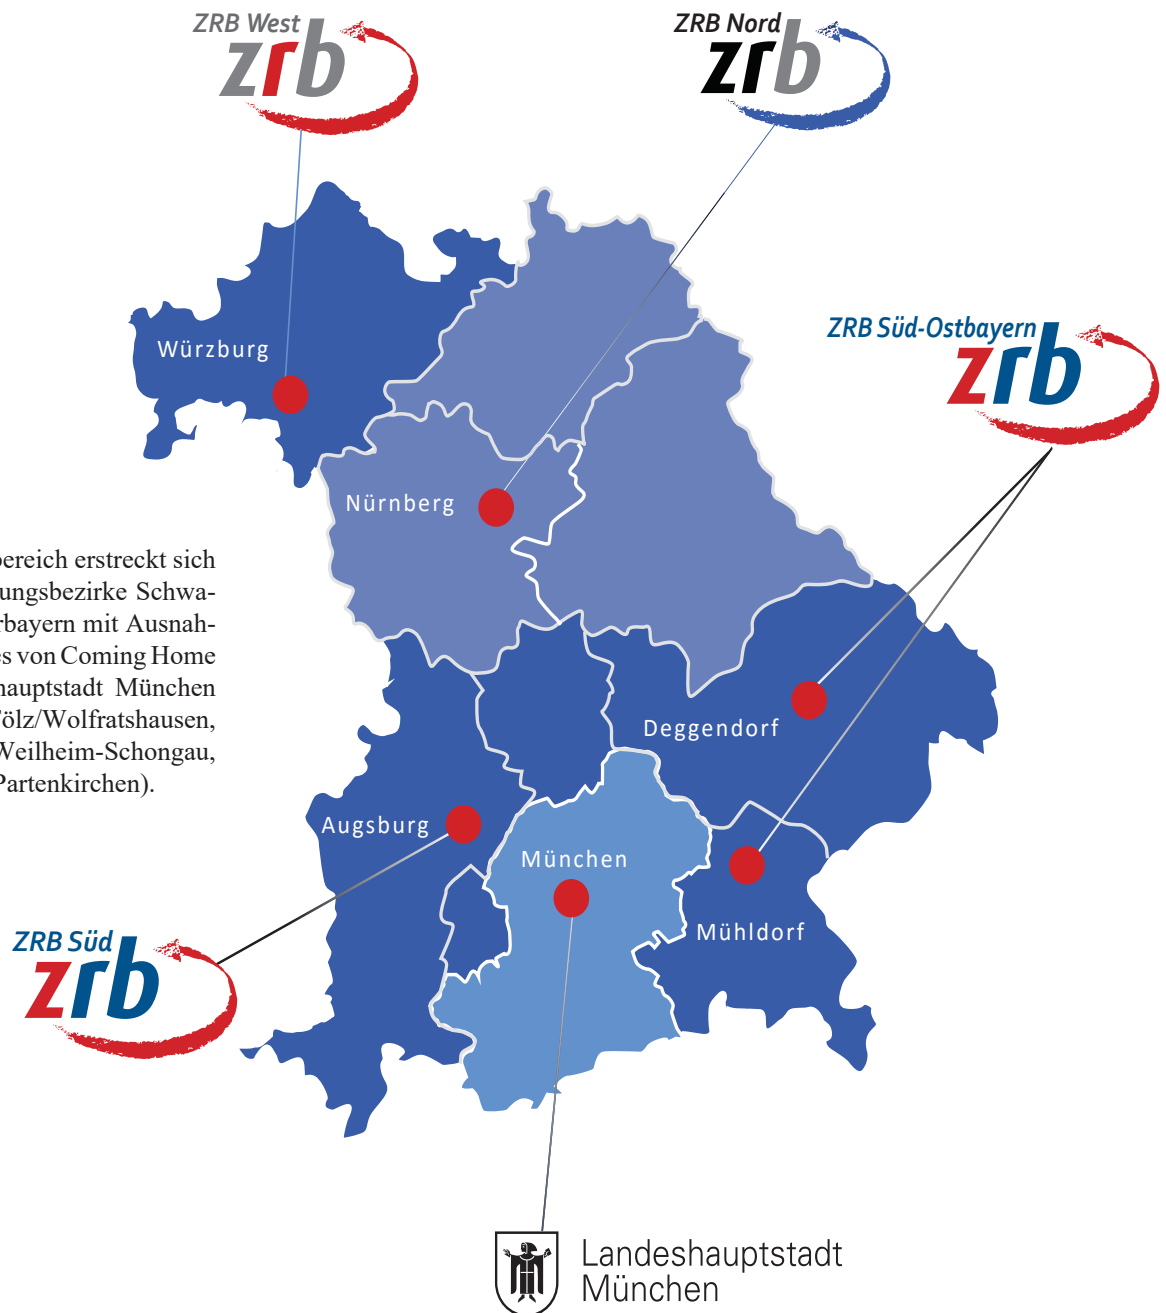 ZRB West
zrb
ZRB Nord
zrb
ZRB Süd-Ostbayern
zrb
Würzburg
Nürnberg
bereich erstreckt sich
ungsbezirke Schwa-
rbayern mit Ausnah-
es von Coming Home
hauptstadt München
ölz/Wolfratshausen,
Weilheim-Schongau,
Partenkirchen).
Deggendorf
Augsburg
München
Mühldorf
ZRB Süd
zrb
Landeshauptstadt
München